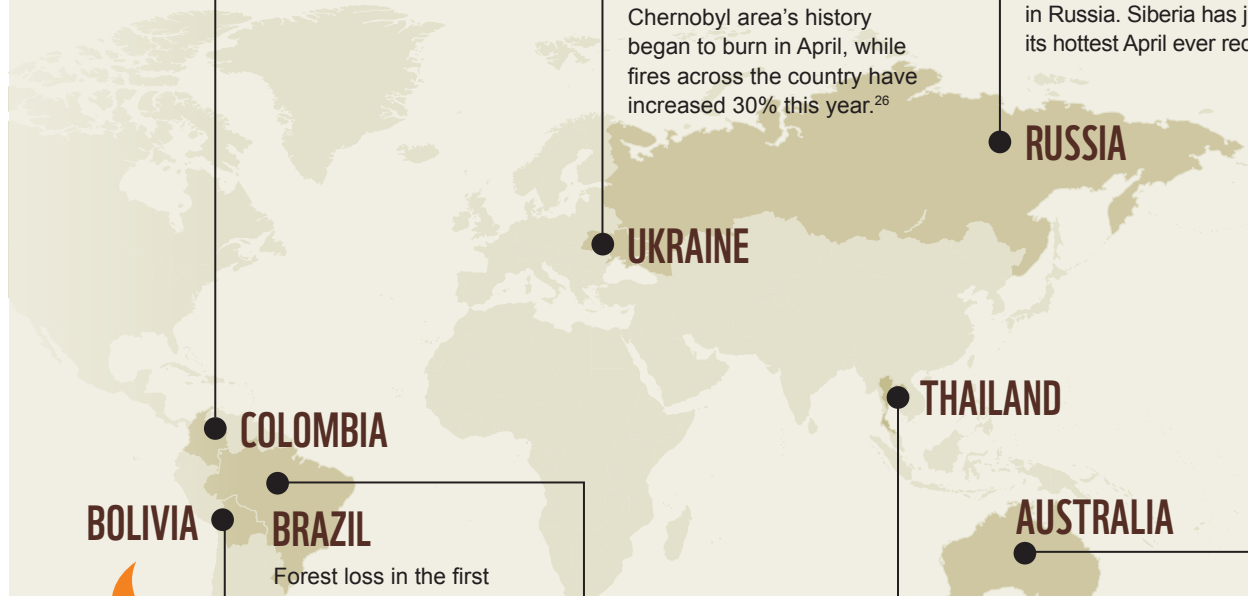 Chernobyl area's history
began to burn in April, while
fires across the country have
increased 30% this year.26
in Russia. Siberia has
its hottest April ever
RUSSIA
UKRAINE
THAILAND
COLOMBIA
BOLIVIA
BRAZIL
Forest loss in the first
AUSTRALIA